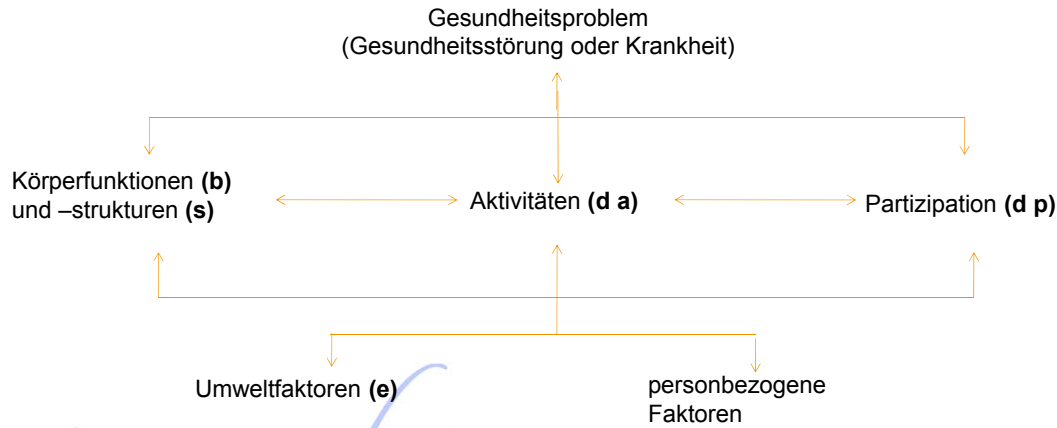 Gesundheitsproblem
(Gesundheitsstörung oder Krankheit)
Körperfunktionen (b)
und –strukturen (s)
Aktivitäten (d a)
Partizipation (d p)
Umweltfaktoren (e)
personbezogene
Faktoren